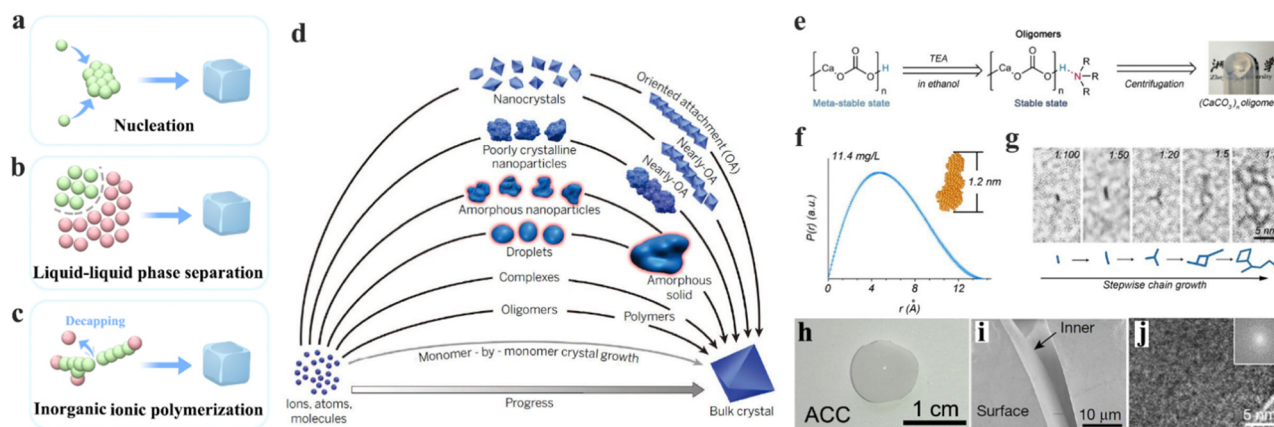 a
Nucleation
b
Liquid-liquid phase separation
c
Decapping
Inorganic ionic polymerization
d
Nanocrystals
Oriented attachment (OA)
Poorly crystalline
nanoparticles
Nearly-OA
Nearly-OA
Amorphous nanoparticles
Droplets
Amorphous
solid
Complexes
Oligomers
Polymers
Monomer - by - monomer crystal growth
Progress
Ions, atoms,
molecules
Bulk crystal
e
Oligomers
Ca O O O H n
TEA
in ethanol
Ca O O O H N R R R n
Centrifugation
Meta-stable state
Stable state
(CaCO3)n oligomer
f
11.4 mg/L
1.2 nm
P(r) (a.u.)
0 4 8 12
r (Å)
g
1:100 1:50 1:20 1:5
5 nm
Stepwise chain growth
h
ACC
1 cm
i
Inner
Surface
10 μm
j
5 nm